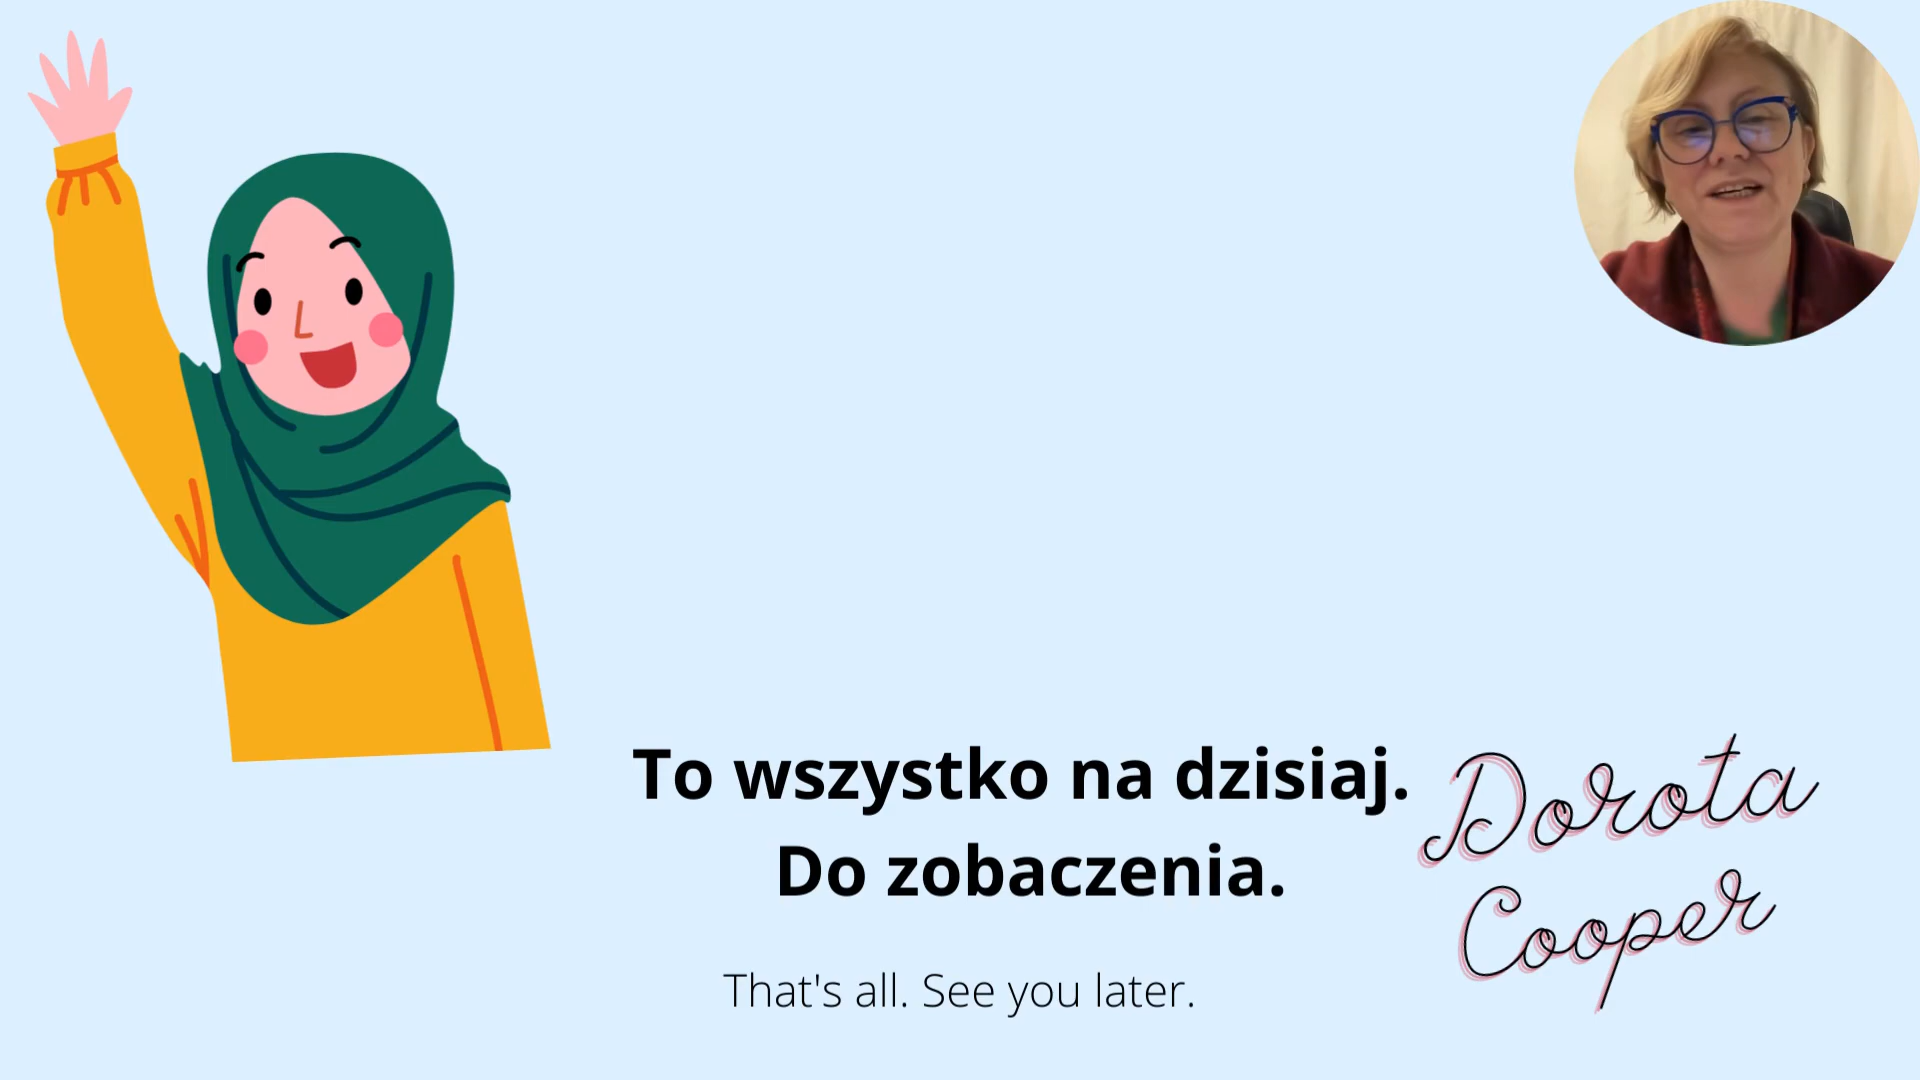 To wszystko na dzisiaj.
Do zobaczenia.
That's all. See you later.
Dorota
Cooper